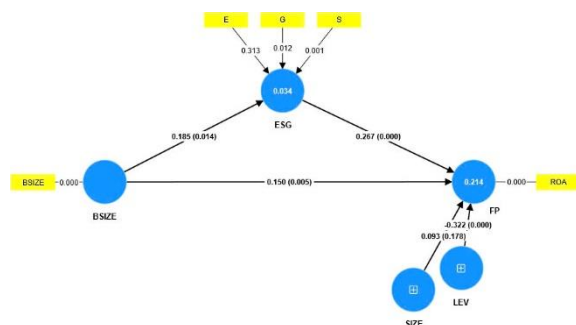 E G S
0.313 0.012 0.001
0.034
ESG
0.185 (0.014) 0.267 (0.000)
BSIZE 0.000 0.150 (0.005) 0.214 0.000 ROA
BSIZE FP
-0.322 (0.000)
0.093 (0.178)
LEV
SIZE